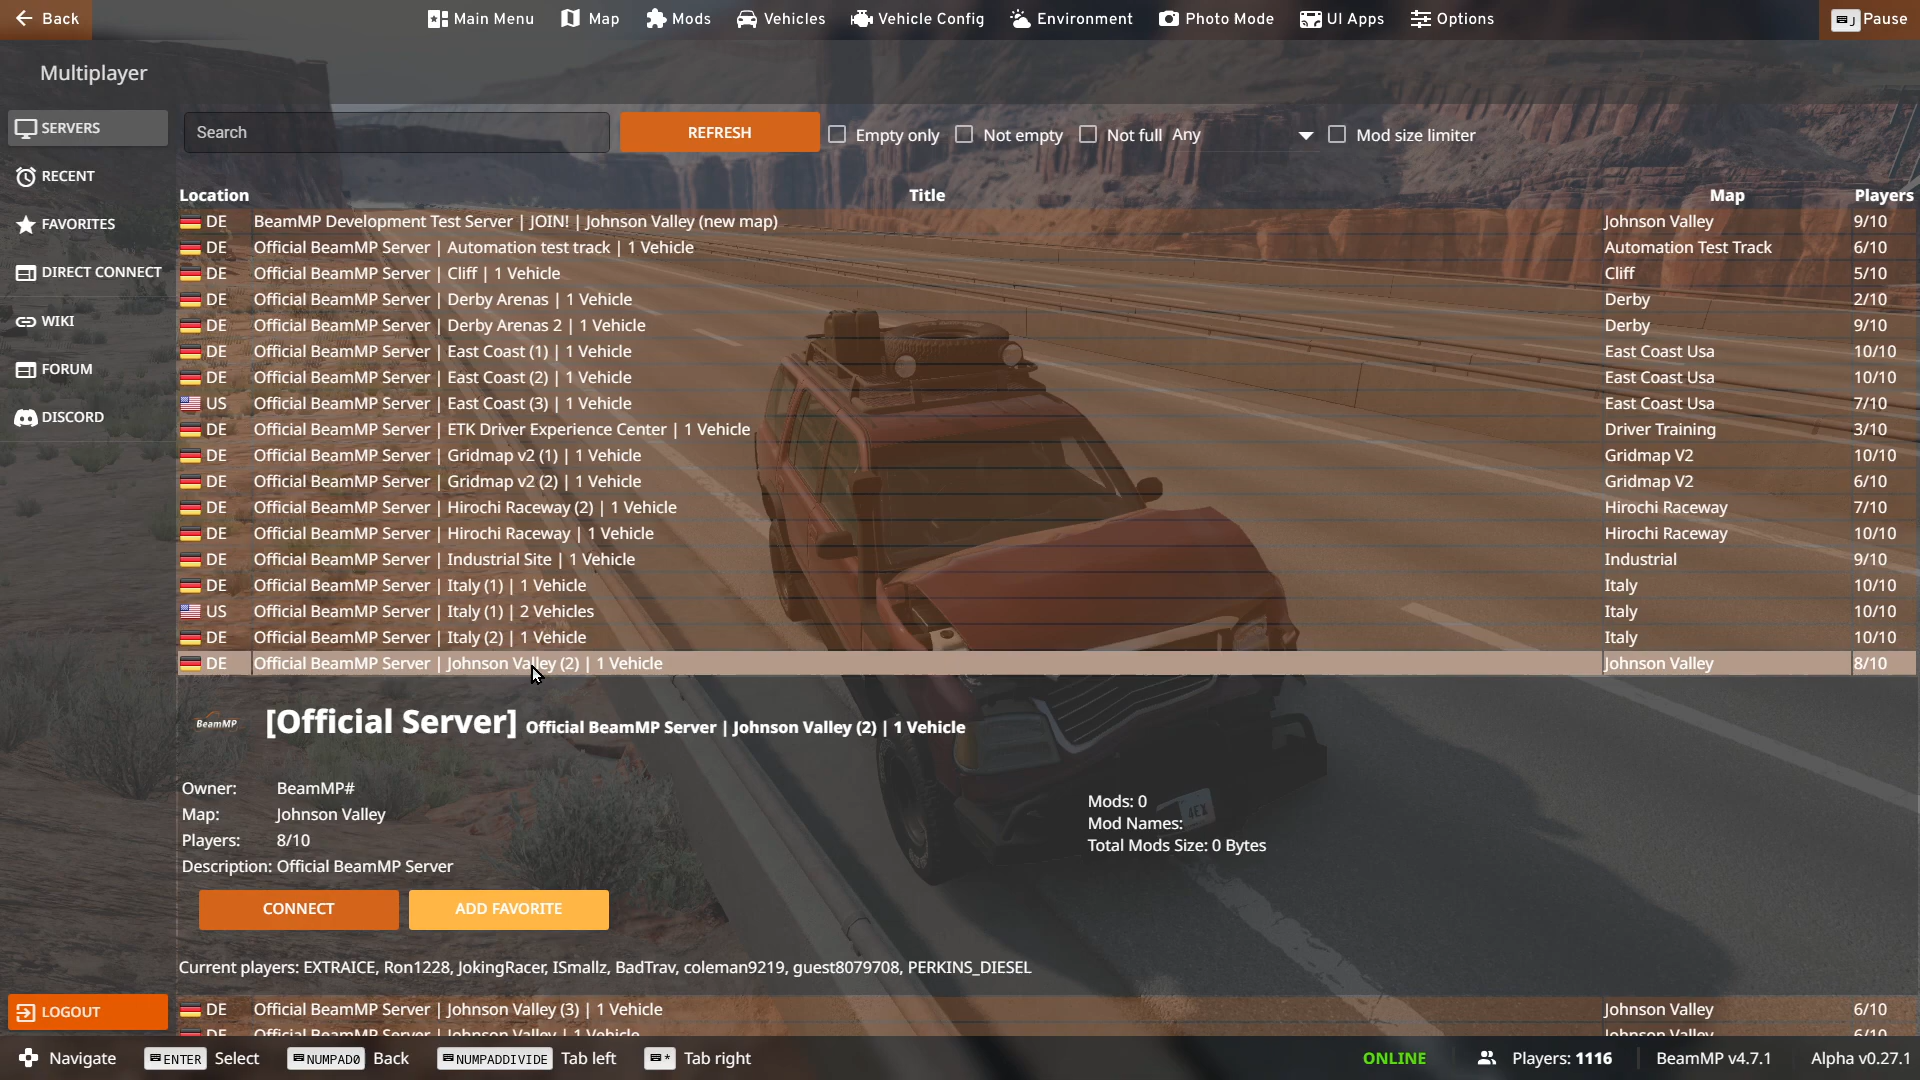 Back
Main Menu Map Mods Vehicles Vehicle Config Environment Photo Mode UI Apps Options
J Pause
Multiplayer
SERVERS
RECENT
FAVORITES
DIRECT CONNECT
WIKI
FORUM
DISCORD
LOGOUT
Search REFRESH Empty only Not empty Not full Any Mod size limiter
Location Title Map Players
DE BeamMP Development Test Server | JOIN! | Johnson Valley (new map) Johnson Valley 9/10
DE Official BeamMP Server | Automation test track | 1 Vehicle Automation Test Track 6/10
DE Official BeamMP Server | Cliff | 1 Vehicle Cliff 5/10
DE Official BeamMP Server | Derby Arenas | 1 Vehicle Derby 2/10
DE Official BeamMP Server | Derby Arenas 2 | 1 Vehicle Derby 9/10
DE Official BeamMP Server | East Coast (1) | 1 Vehicle East Coast Usa 10/10
DE Official BeamMP Server | East Coast (2) | 1 Vehicle East Coast Usa 10/10
US Official BeamMP Server | East Coast (3) | 1 Vehicle East Coast Usa 7/10
DE Official BeamMP Server | ETK Driver Experience Center | 1 Vehicle Driver Training 3/10
DE Official BeamMP Server | Gridmap v2 (1) | 1 Vehicle Gridmap V2 10/10
DE Official BeamMP Server | Gridmap v2 (2) | 1 Vehicle Gridmap V2 6/10
DE Official BeamMP Server | Hirochi Raceway (2) | 1 Vehicle Hirochi Raceway 7/10
DE Official BeamMP Server | Hirochi Raceway | 1 Vehicle Hirochi Raceway 10/10
DE Official BeamMP Server | Industrial Site | 1 Vehicle Industrial 9/10
DE Official BeamMP Server | Italy (1) | 1 Vehicle Italy 10/10
US Official BeamMP Server | Italy (1) | 2 Vehicles Italy 10/10
DE Official BeamMP Server | Italy (2) | 1 Vehicle Italy 10/10
DE Official BeamMP Server | Johnson Valley (2) | 1 Vehicle Johnson Valley 8/10
BeamMP [Official Server] Official BeamMP Server | Johnson Valley (2) | 1 Vehicle
Owner: BeamMP#
Map: Johnson Valley
Players: 8/10
Description: Official BeamMP Server
Mods: 0
Mod Names:
Total Mods Size: 0 Bytes
4EX
CONNECT ADD FAVORITE
Current players: EXTRAICE, Ron1228, JokingRacer, ISmallz, BadTrav, coleman9219, guest8079708, PERKINS_DIESEL
DE Official BeamMP Server | Johnson Valley (3) | 1 Vehicle Johnson Valley 6/10
DE Official BeamMP Server | Johnson Valley | 1 Vehicle Johnson Valley 6/10
Navigate ENTER Select NUMPAD0 Back NUMPADDIVIDE Tab left * Tab right
ONLINE Players: 1116 BeamMP v4.7.1 Alpha v0.27.1